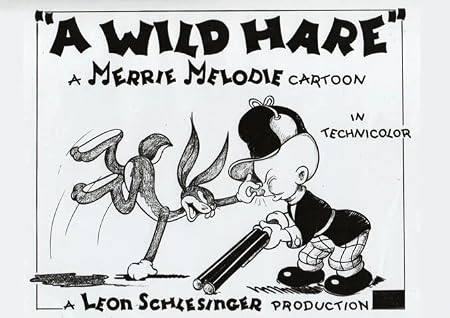 "A WILD HARE"
A MERRIE MELODIE CARTOON
IN
TECHNICOLOR
A LEON SCHLESINGER PRODUCTION